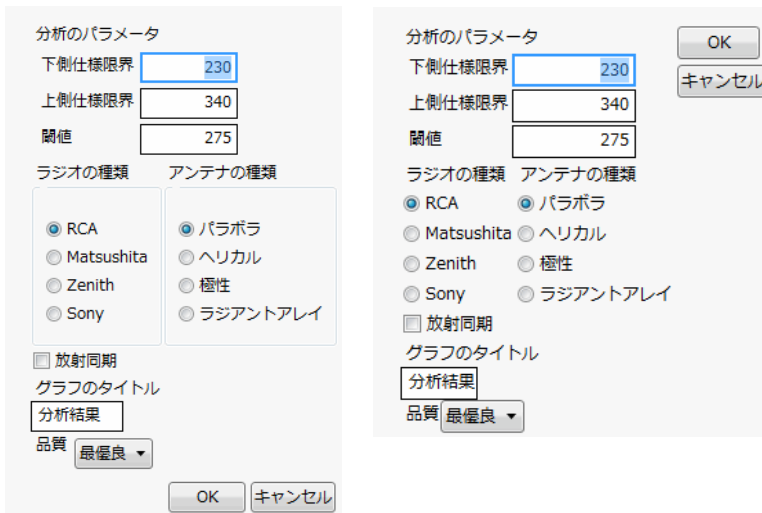 分析のパラメータ
下側仕様限界 230
上側仕様限界 340
閾値 275
ラジオの種類 アンテナの種類
RCA パラボラ
Matsushita ヘリカル
Zenith 極性
Sony ラジアントアレイ
放射同期
グラフのタイトル
分析結果
品質 最優良
OK キャンセル
分析のパラメータ OK
下側仕様限界 230 キャンセル
上側仕様限界 340
閾値 275
ラジオの種類 アンテナの種類
RCA パラボラ
Matsushita ヘリカル
Zenith 極性
Sony ラジアントアレイ
放射同期
グラフのタイトル
分析結果
品質 最優良